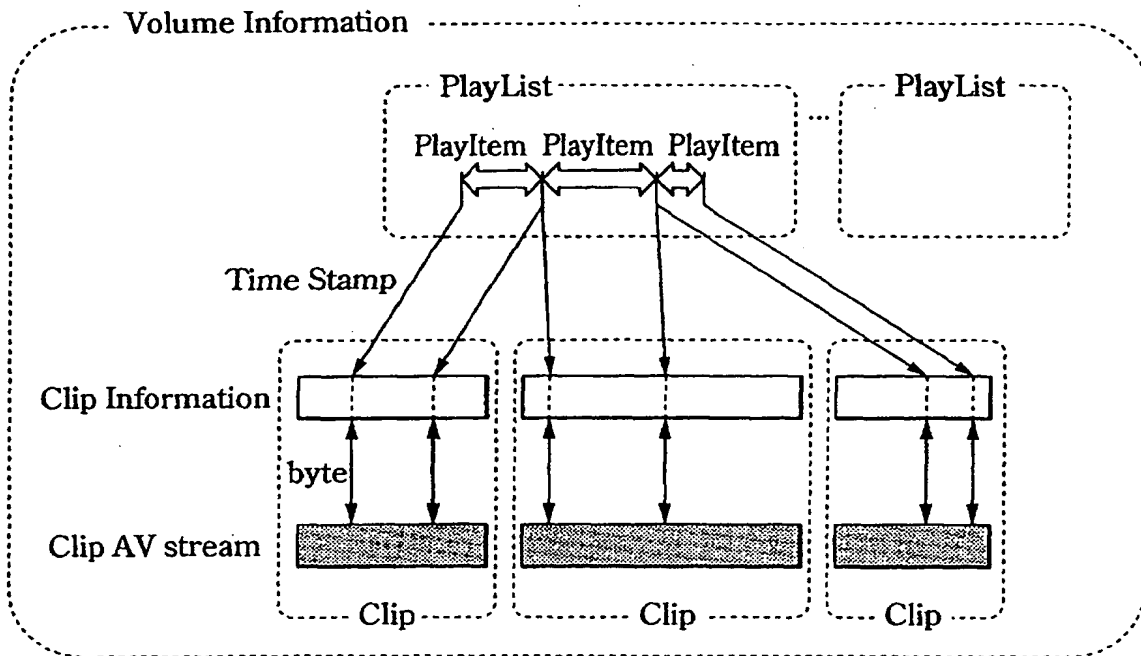 Volume Information
PlayList
PlayList
...
PlayItem PlayItem PlayItem
Time Stamp
Clip Information
byte
Clip AV stream
Clip
Clip
Clip